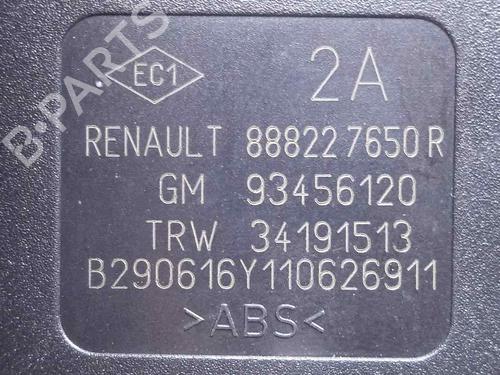 EC1 2A
RENAULT 888227650R
GM 93456120
TRW 34191513
B290616Y110626911
>ABS<
B-PARTS